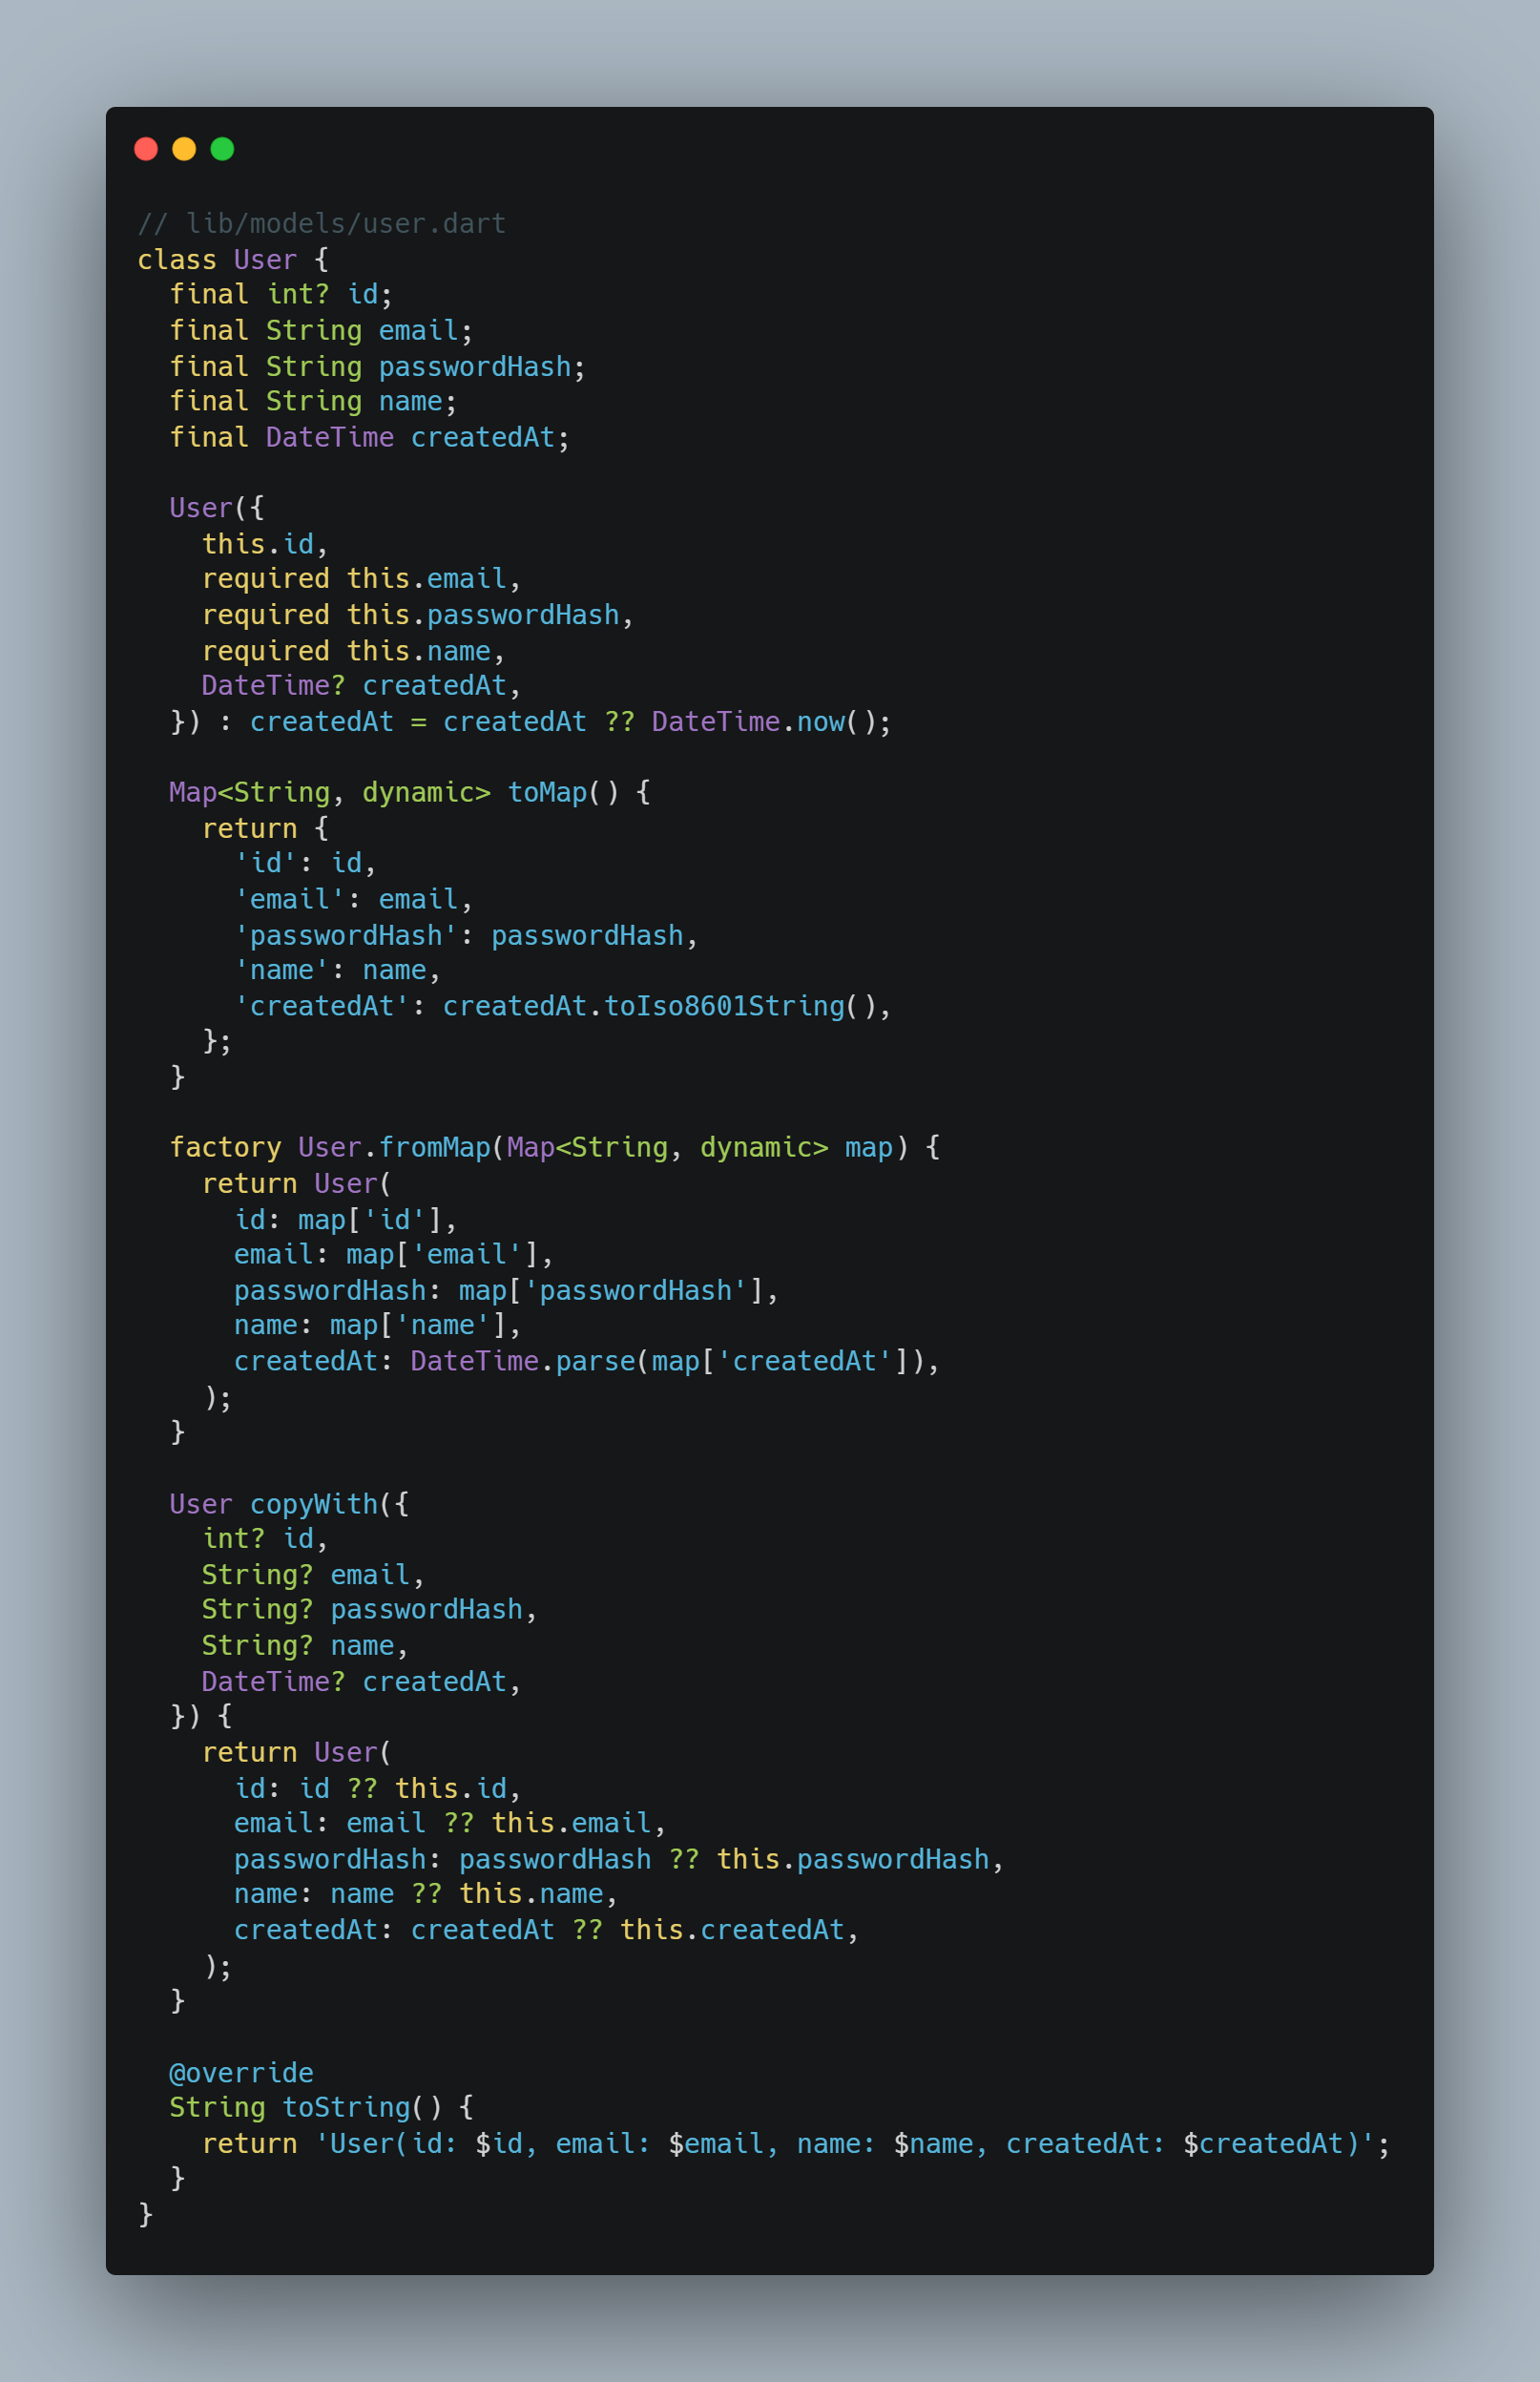 // lib/models/user.dart
class User {
  final int? id;
  final String email;
  final String passwordHash;
  final String name;
  final DateTime createdAt;

  User({
    this.id,
    required this.email,
    required this.passwordHash,
    required this.name,
    DateTime? createdAt,
  }) : createdAt = createdAt ?? DateTime.now();

  Map<String, dynamic> toMap() {
    return {
      'id': id,
      'email': email,
      'passwordHash': passwordHash,
      'name': name,
      'createdAt': createdAt.toIso8601String(),
    };
  }

  factory User.fromMap(Map<String, dynamic> map) {
    return User(
      id: map['id'],
      email: map['email'],
      passwordHash: map['passwordHash'],
      name: map['name'],
      createdAt: DateTime.parse(map['createdAt']),
    );
  }

  User copyWith({
    int? id,
    String? email,
    String? passwordHash,
    String? name,
    DateTime? createdAt,
  }) {
    return User(
      id: id ?? this.id,
      email: email ?? this.email,
      passwordHash: passwordHash ?? this.passwordHash,
      name: name ?? this.name,
      createdAt: createdAt ?? this.createdAt,
    );
  }

  @override
  String toString() {
    return 'User(id: $id, email: $email, name: $name, createdAt: $createdAt)';
  }
}